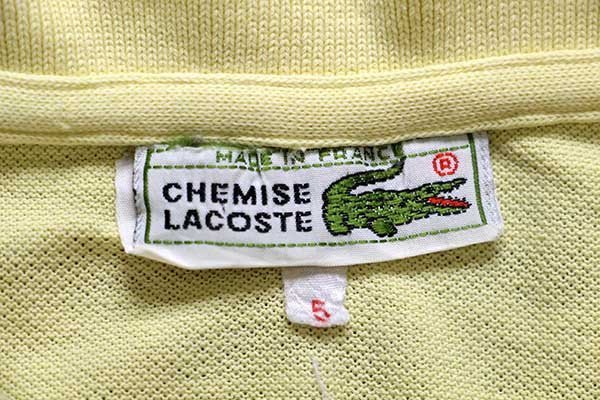 MADE IN FRANCE
CHEMISE
LACOSTE
®
5